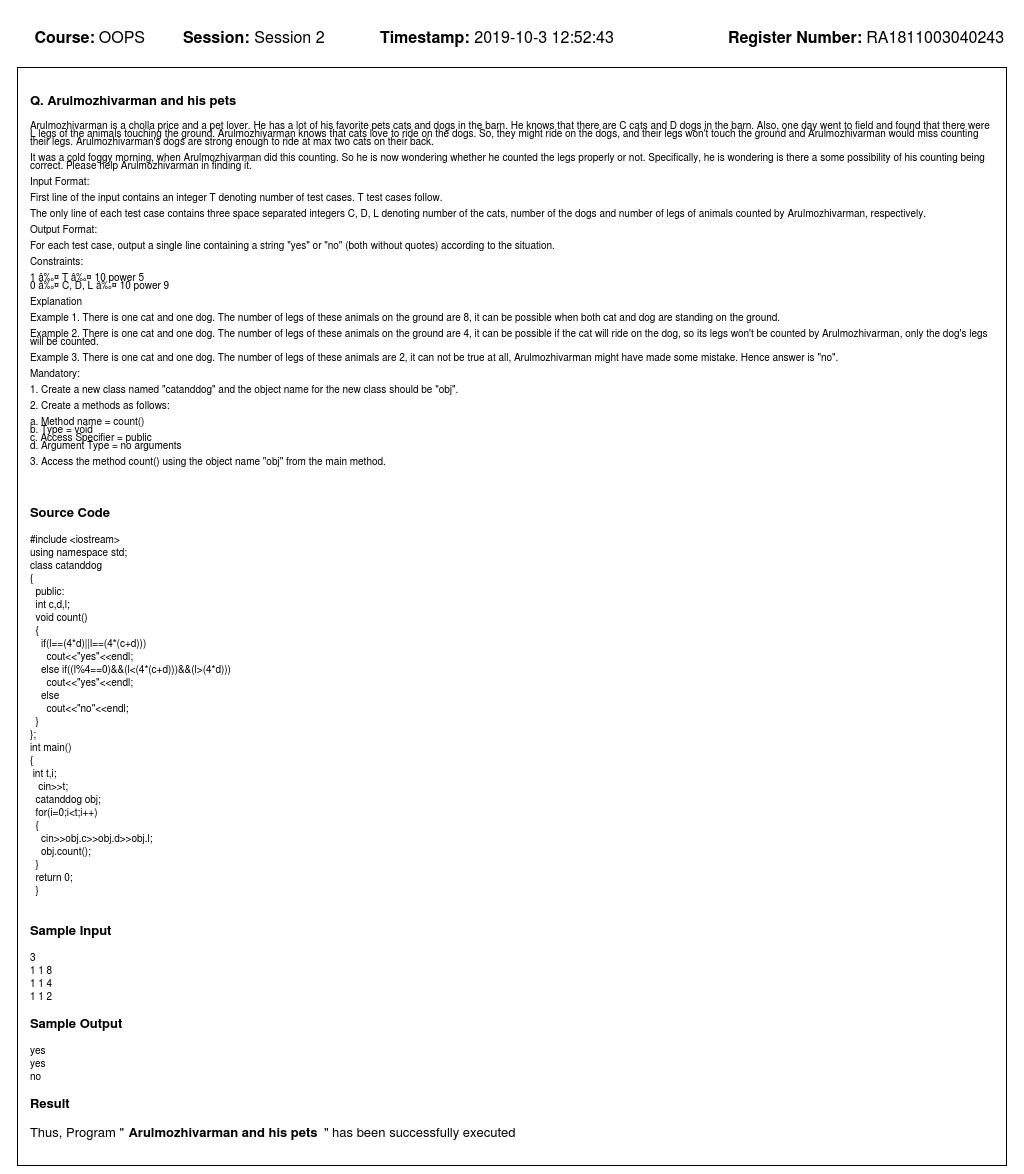 Course: OOPS Session: Session 2 Timestamp: 2019-10-3 12:52:43 Register Number: RA1811003040243
Q. Arulmozhivarman and his pets
Arulmozhivarman is a cholla price and a pet lover. He has a lot of his favorite pets cats and dogs in the barn. He knows that there are C cats and D dogs in the barn. Also, one day went to field and found that there were
L legs of the animals touching the ground. Arulmozhivarman knows that cats love to ride on the dogs. So, they might ride on the dogs, and their legs won't touch the ground and Arulmozhivarman would miss counting
their legs. Arulmozhivarman's dogs are strong enough to ride at max two cats on their back.
It was a cold foggy morning, when Arulmozhivarman did this counting. So he is now wondering whether he counted the legs properly or not. Specifically, he is wondering is there a some possibility of his counting being
correct. Please help Arulmozhivarman in finding it.
Input Format:
First line of the input contains an integer T denoting number of test cases. T test cases follow.
The only line of each test case contains three space separated integers C, D, L denoting number of the cats, number of the dogs and number of legs of animals counted by Arulmozhivarman, respectively.
Output Format:
For each test case, output a single line containing a string "yes" or "no" (both without quotes) according to the situation.
Constraints:
1 â‰¤ T â‰¤ 10 power 5
0 â‰¤ C, D, L â‰¤ 10 power 9
Explanation
Example 1. There is one cat and one dog. The number of legs of these animals on the ground are 8, it can be possible when both cat and dog are standing on the ground.
Example 2. There is one cat and one dog. The number of legs of these animals on the ground are 4, it can be possible if the cat will ride on the dog, so its legs won't be counted by Arulmozhivarman, only the dog's legs
will be counted.
Example 3. There is one cat and one dog. The number of legs of these animals are 2, it can not be true at all, Arulmozhivarman might have made some mistake. Hence answer is "no".
Mandatory:
1. Create a new class named "catanddog" and the object name for the new class should be "obj".
2. Create a methods as follows:
a. Method name = count()
b. Type = void
c. Access Specifier = public
d. Argument Type = no arguments
3. Access the method count() using the object name "obj" from the main method.
Source Code
#include <iostream>
using namespace std;
class catanddog
{
public:
int c,d,l;
void count()
{
if(l==(4*d)||l==(4*(c+d)))
cout<<"yes"<<endl;
else if((l%4==0)&&(l<(4*(c+d)))&&(l>(4*d)))
cout<<"yes"<<endl;
else
cout<<"no"<<endl;
}
};
int main()
{
int t,i;
cin>>t;
catanddog obj;
for(i=0;i<t;i++)
{
cin>>obj.c>>obj.d>>obj.l;
obj.count();
}
return 0;
}
Sample Input
3
1 1 8
1 1 4
1 1 2
Sample Output
yes
yes
no
Result
Thus, Program " Arulmozhivarman and his pets " has been successfully executed